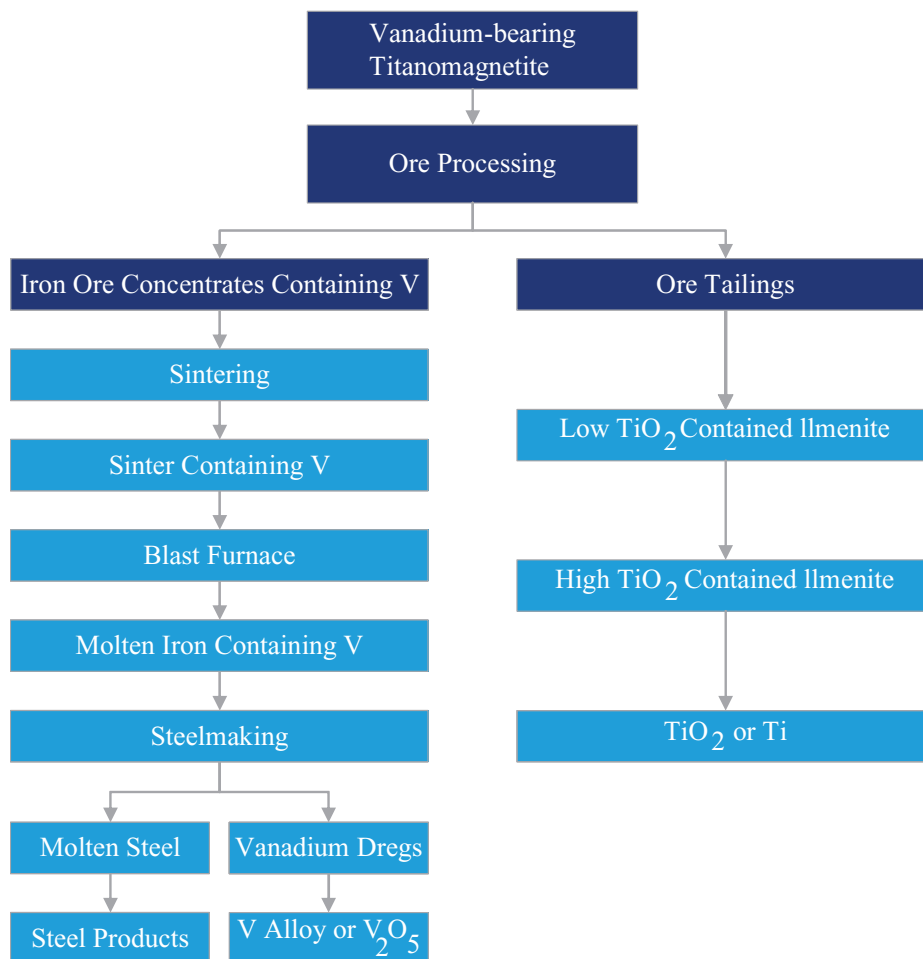 Vanadium-bearing
Titanomagnetite
Ore Processing
Iron Ore Concentrates Containing V
Ore Tailings
Sintering
Low TiO2 Contained llmenite
Sinter Containing V
Blast Furnace
High TiO2 Contained llmenite
Molten Iron Containing V
Steelmaking
TiO2 or Ti
Molten Steel
Vanadium Dregs
Steel Products
V Alloy or V2O5